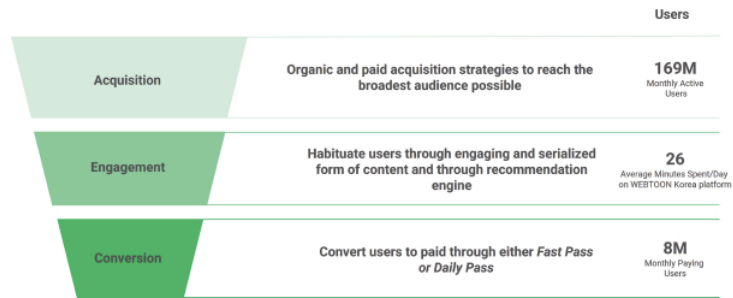 Users
Acquisition
Organic and paid acquisition strategies to reach the
broadest audience possible
169M
Monthly Active
Users
Engagement
Habituate users through engaging and serialized
form of content and through recommendation
engine
26
Average Minutes Spent/Day
on WEBTOON Korea platform
Conversion
Convert users to paid through either Fast Pass
or Daily Pass
8M
Monthly Paying
Users